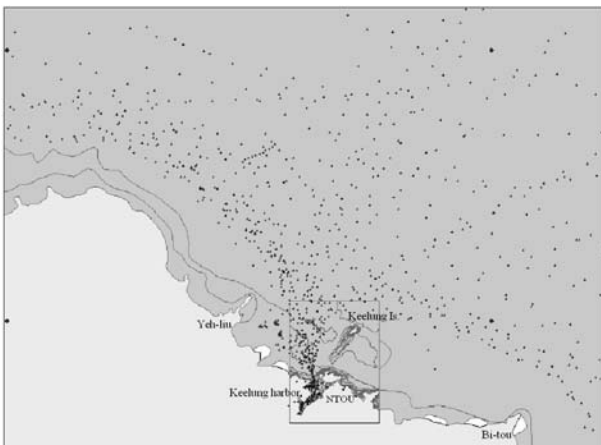 Keelung Is.
Yeh-liu
Keelung harbor
NTOU
Bi-tou